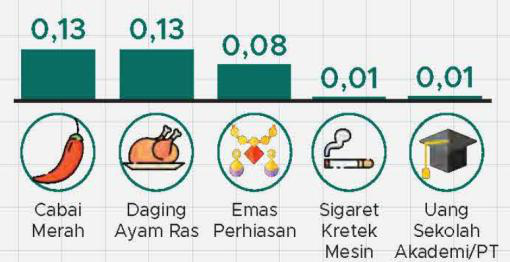 0,13
0,13
0,08
0,01
0,01
Cabai
Merah
Daging
Ayam Ras
Emas
Perhiasan
Sigaret
Kretek
Mesin
Uang
Sekolah
Akademi/PT